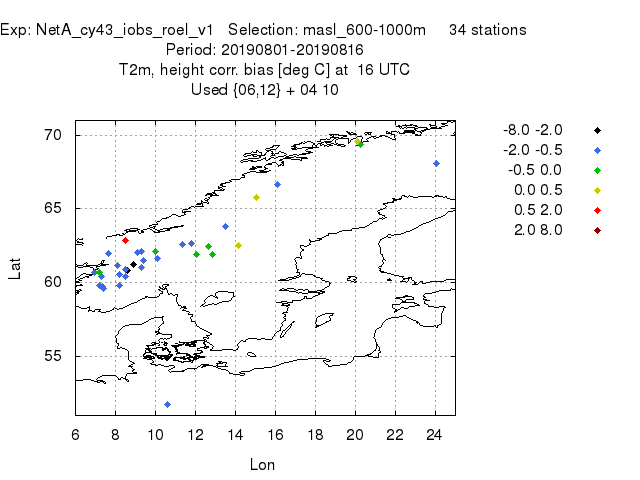 Exp: NetA_cy43_iobs_roel_v1 Selection: masl_600-1000m 34 stations
Period: 20190801-20190816
T2m, height corr. bias [deg C] at 16 UTC
Used {06,12} + 04 10
70
65
60
55
Lat
6 8 10 12 14 16 18 20 22 24
Lon
-8.0 -2.0
-2.0 -0.5
-0.5 0.0
0.0 0.5
0.5 2.0
2.0 8.0